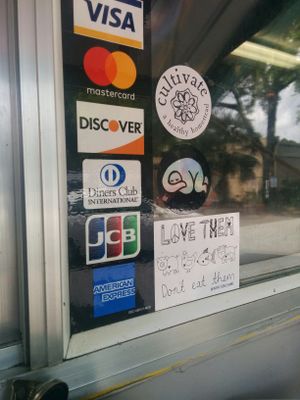 VISA
mastercard
DISCOVER
Diners Club
INTERNATIONAL
JCB
AMERICAN
EXPRESS
cultivate
a healthy homestead
LOVE THEM
Don't eat them